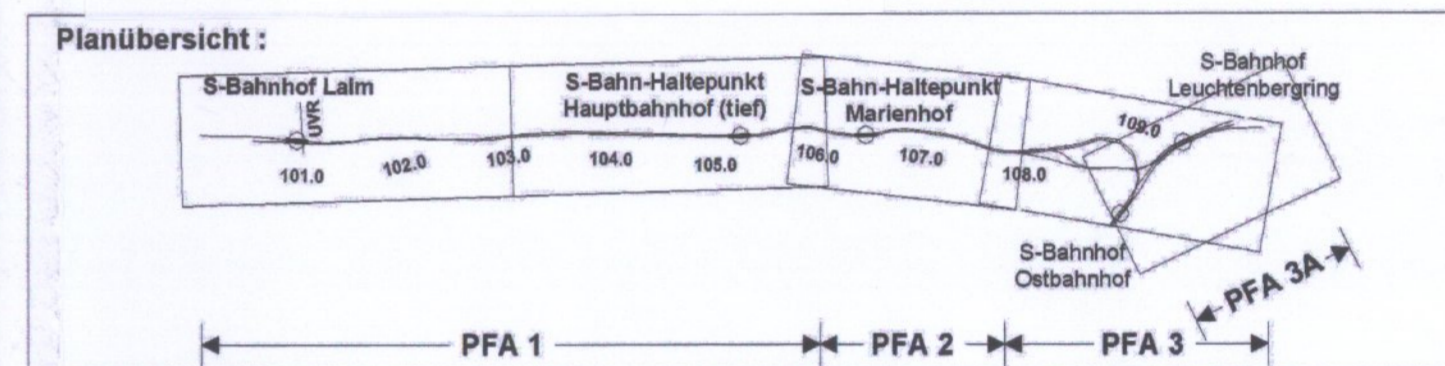 Planübersicht :
S-Bahnhof Lalm
UVR
S-Bahn-Haltepunkt
Hauptbahnhof (tief)
S-Bahn-Haltepunkt
Marienhof
S-Bahnhof
Leuchtenbergring
101.0
102.0
103.0
104.0
105.0
106.0
107.0
108.0
109.0
S-Bahnhof
Ostbahnhof
PFA 3A
PFA 1
PFA 2
PFA 3